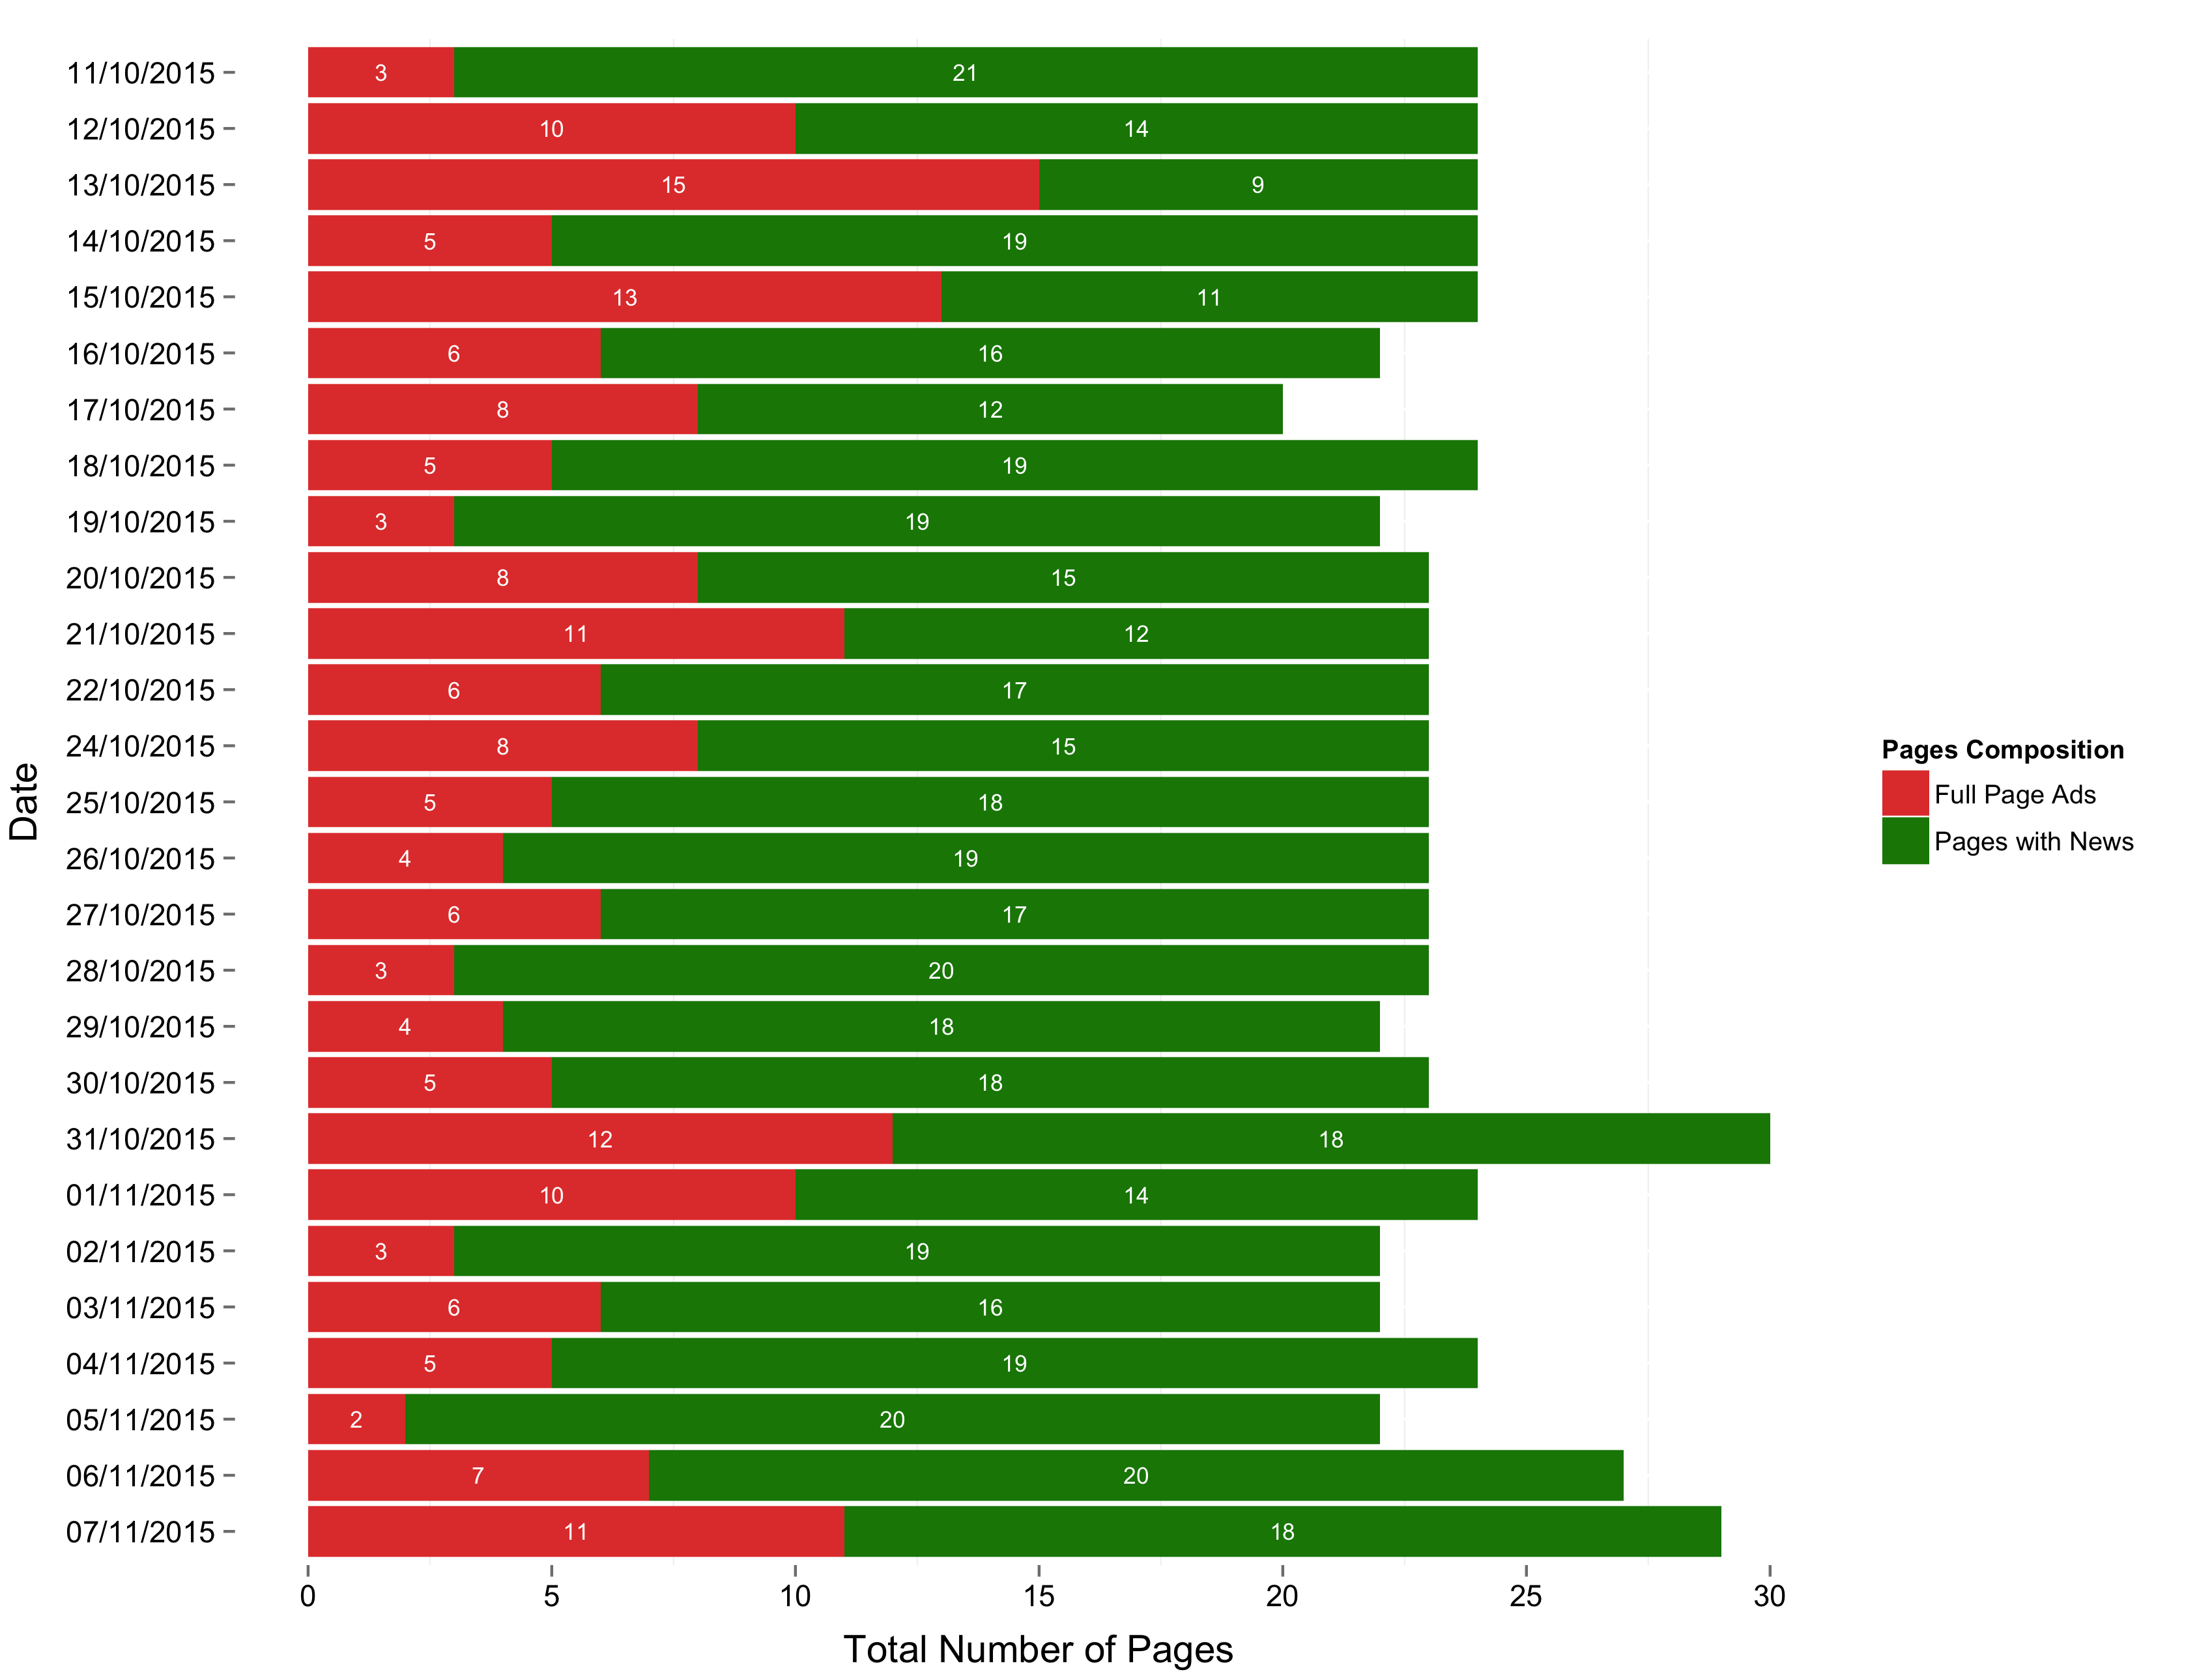 11/10/2015 3 21
12/10/2015 10 14
13/10/2015 15 9
14/10/2015 5 19
15/10/2015 13 11
16/10/2015 6 16
17/10/2015 8 12
18/10/2015 5 19
19/10/2015 3 19
20/10/2015 8 15
21/10/2015 11 12
22/10/2015 6 17
24/10/2015 8 15
25/10/2015 5 18
26/10/2015 4 19
27/10/2015 6 17
28/10/2015 3 20
29/10/2015 4 18
30/10/2015 5 18
31/10/2015 12 18
01/11/2015 10 14
02/11/2015 3 19
03/11/2015 6 16
04/11/2015 5 19
05/11/2015 2 20
06/11/2015 7 20
07/11/2015 11 18
0 5 10 15 20 25 30
Total Number of Pages
Date
Pages Composition
Full Page Ads
Pages with News